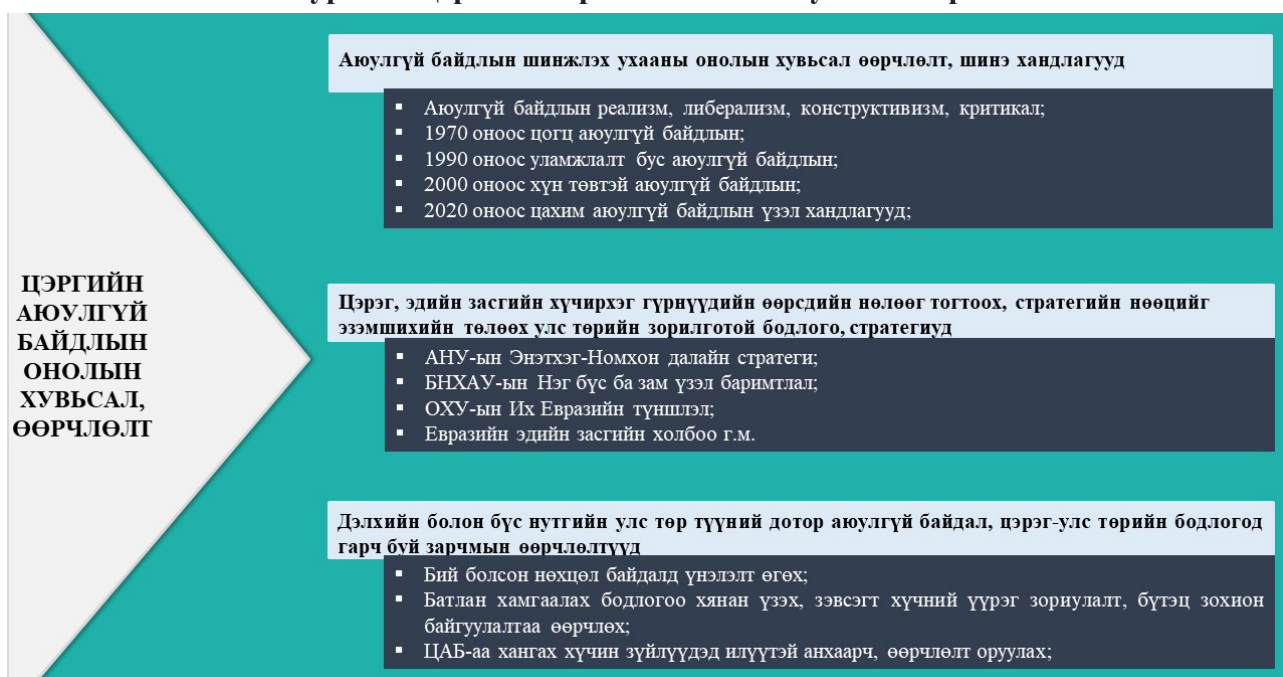 ЦЭРГИЙН
АЮУЛГҮЙ
БАЙДЛЫН
ОНОЛЫН
ХУВЬСАЛ,
ӨӨРЧЛӨЛТ
Аюулгүй байдлын шинжлэх ухааны онолын хувьсал өөрчлөлт, шинэ хандлагууд
▪ Аюулгүй байдлын реализм, либерализм, конструктивизм, критикал;
▪ 1970 оноос цогц аюулгүй байдлын;
▪ 1990 оноос уламжлалт бус аюулгүй байдлын;
▪ 2000 оноос хүн төвтэй аюулгүй байдлын;
▪ 2020 оноос цахим аюулгүй байдлын үзэл хандлагууд;
Цэрэг, эдийн засгийн хүчирхэг гүрнүүдийн өөрсдийн нөлөөг тогтоох, стратегийн нөөцийг
эзэмшихийн төлөөх улс төрийн зорилготой бодлого, стратегиуд
▪ АНУ-ын Энэтхэг-Номхон далайн стратеги;
▪ БНХАУ-ын Нэг бүс ба зам үзэл баримтлал;
▪ ОХУ-ын Их Евразийн түншлэл;
▪ Евразийн эдийн засгийн холбоо г.м.
Дэлхийн болон бүс нутгийн улс төр түүний дотор аюулгүй байдал, цэрэг-улс төрийн бодлогод
гарч буй зарчмын өөрчлөлтүүд
▪ Бий болсон нөхцөл байдалд үнэлэлт өгөх;
▪ Батлан хамгаалах бодлогоо хянан үзэх, зэвсэгт хүчний үүрэг зориулалт, бүтэц зохион
байгуулалтаа өөрчлөх;
▪ ЦАБ-аа хангах хүчин зүйлүүдэд илүүтэй анхаарч, өөрчлөлт оруулах;